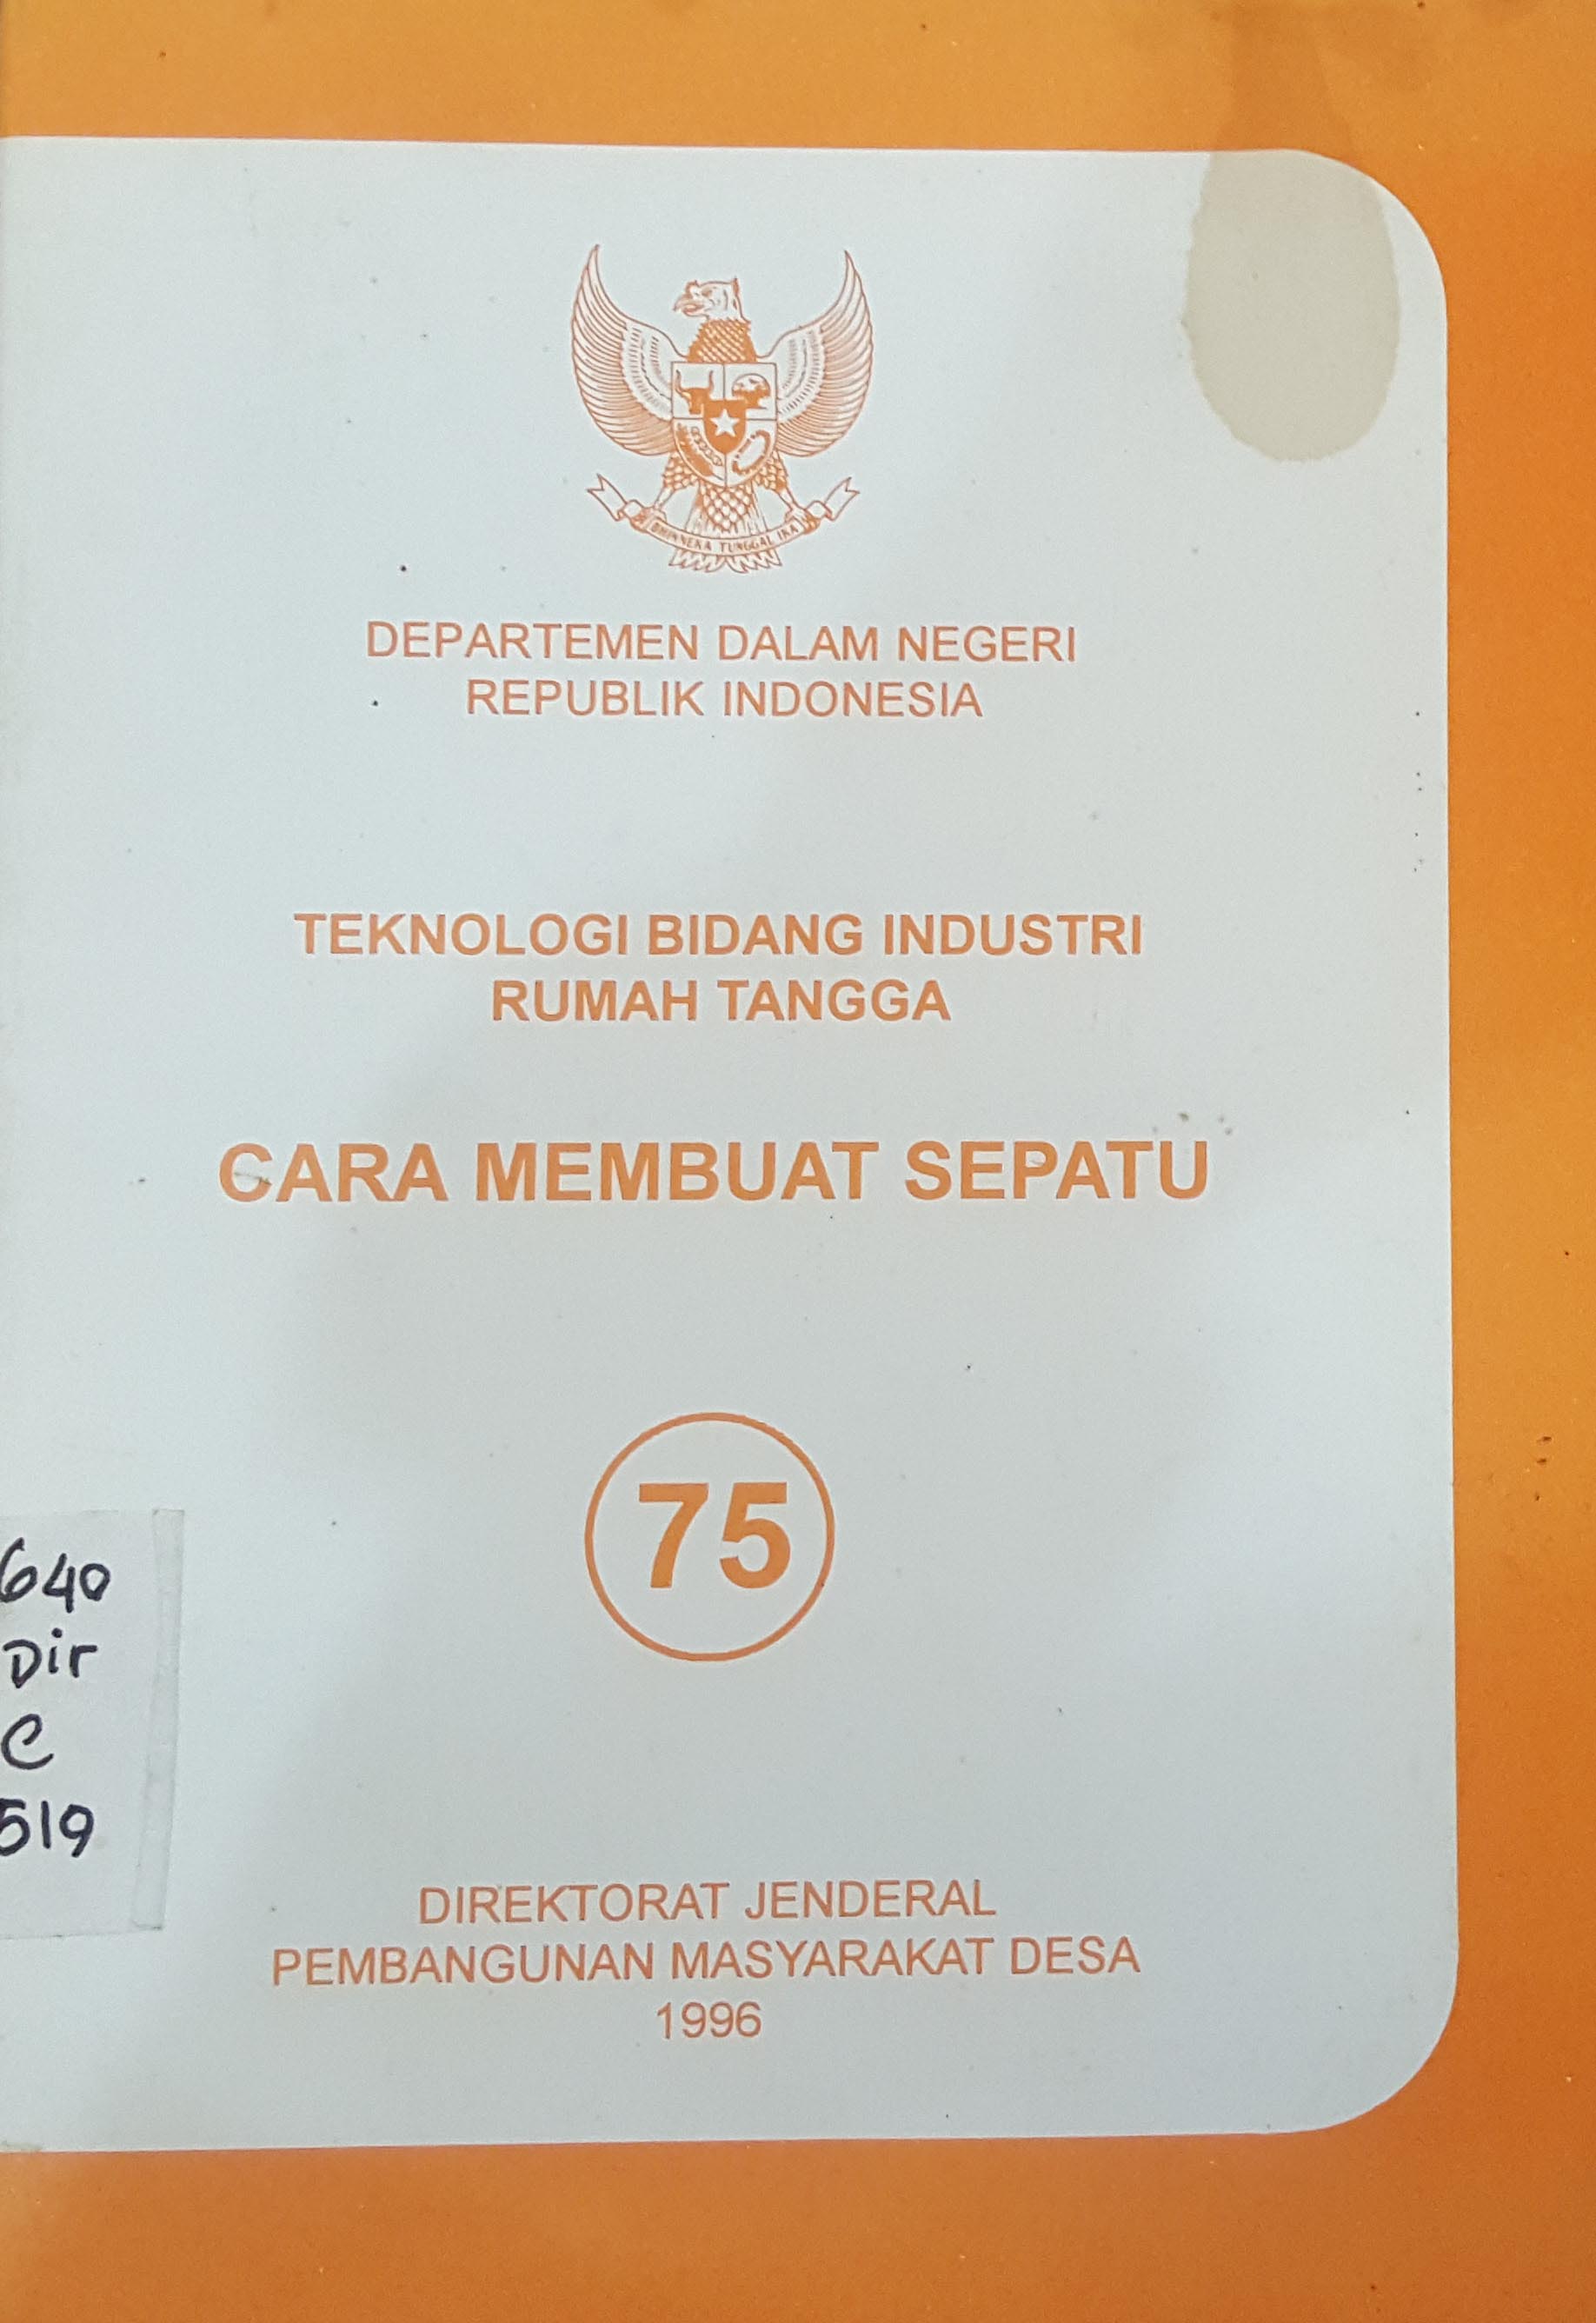 BHINNEKA TUNGGAL IKA
DEPARTEMEN DALAM NEGERI
REPUBLIK INDONESIA
TEKNOLOGI BIDANG INDUSTRI
RUMAH TANGGA
CARA MEMBUAT SEPATU
75
640
Dir
C
519
DIREKTORAT JENDERAL
PEMBANGUNAN MASYARAKAT DESA
1996